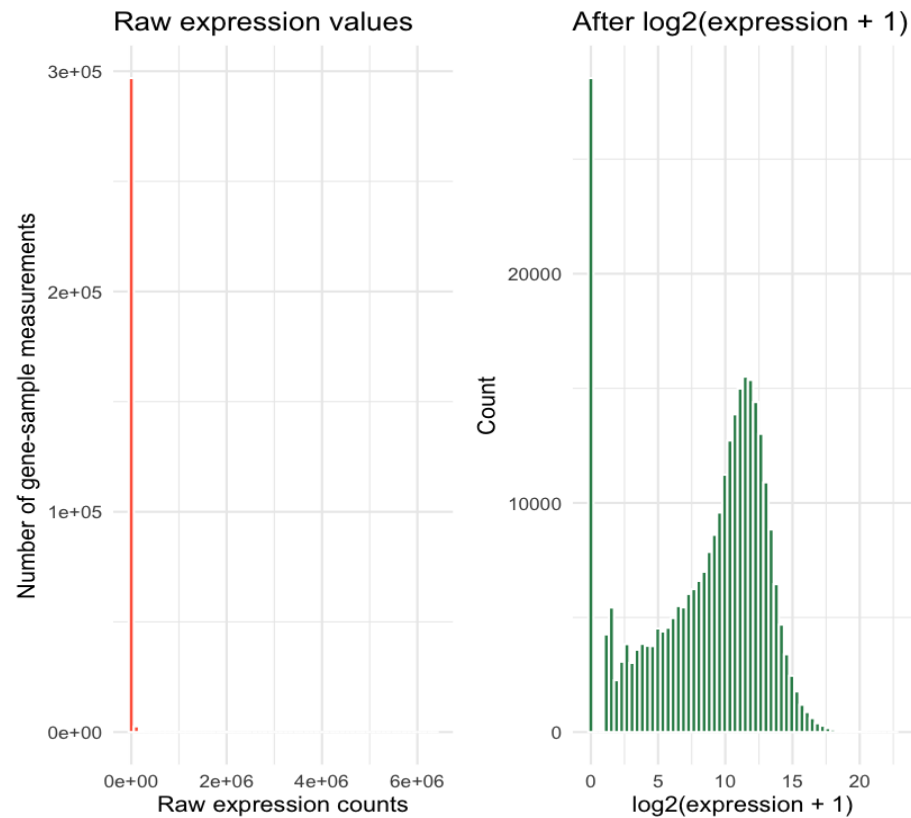 Raw expression values
Number of gene-sample measurements
3e+05
2e+05
1e+05
0e+00
0e+00 2e+06 4e+06 6e+06
Raw expression counts
After log2(expression + 1)
Count
20000
10000
0
0 5 10 15 20
log2(expression + 1)